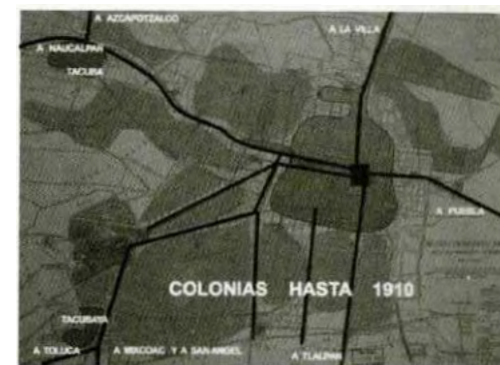 A AZCAPOTZALCO
A LA VILLA
A NAUCALPAN
TACUBA
A PUEBLA
COLONIAS HASTA 1910
TACUBAYA
A TOLUCA
A MIXCOAC Y A SAN ANGEL
A TLALPAN